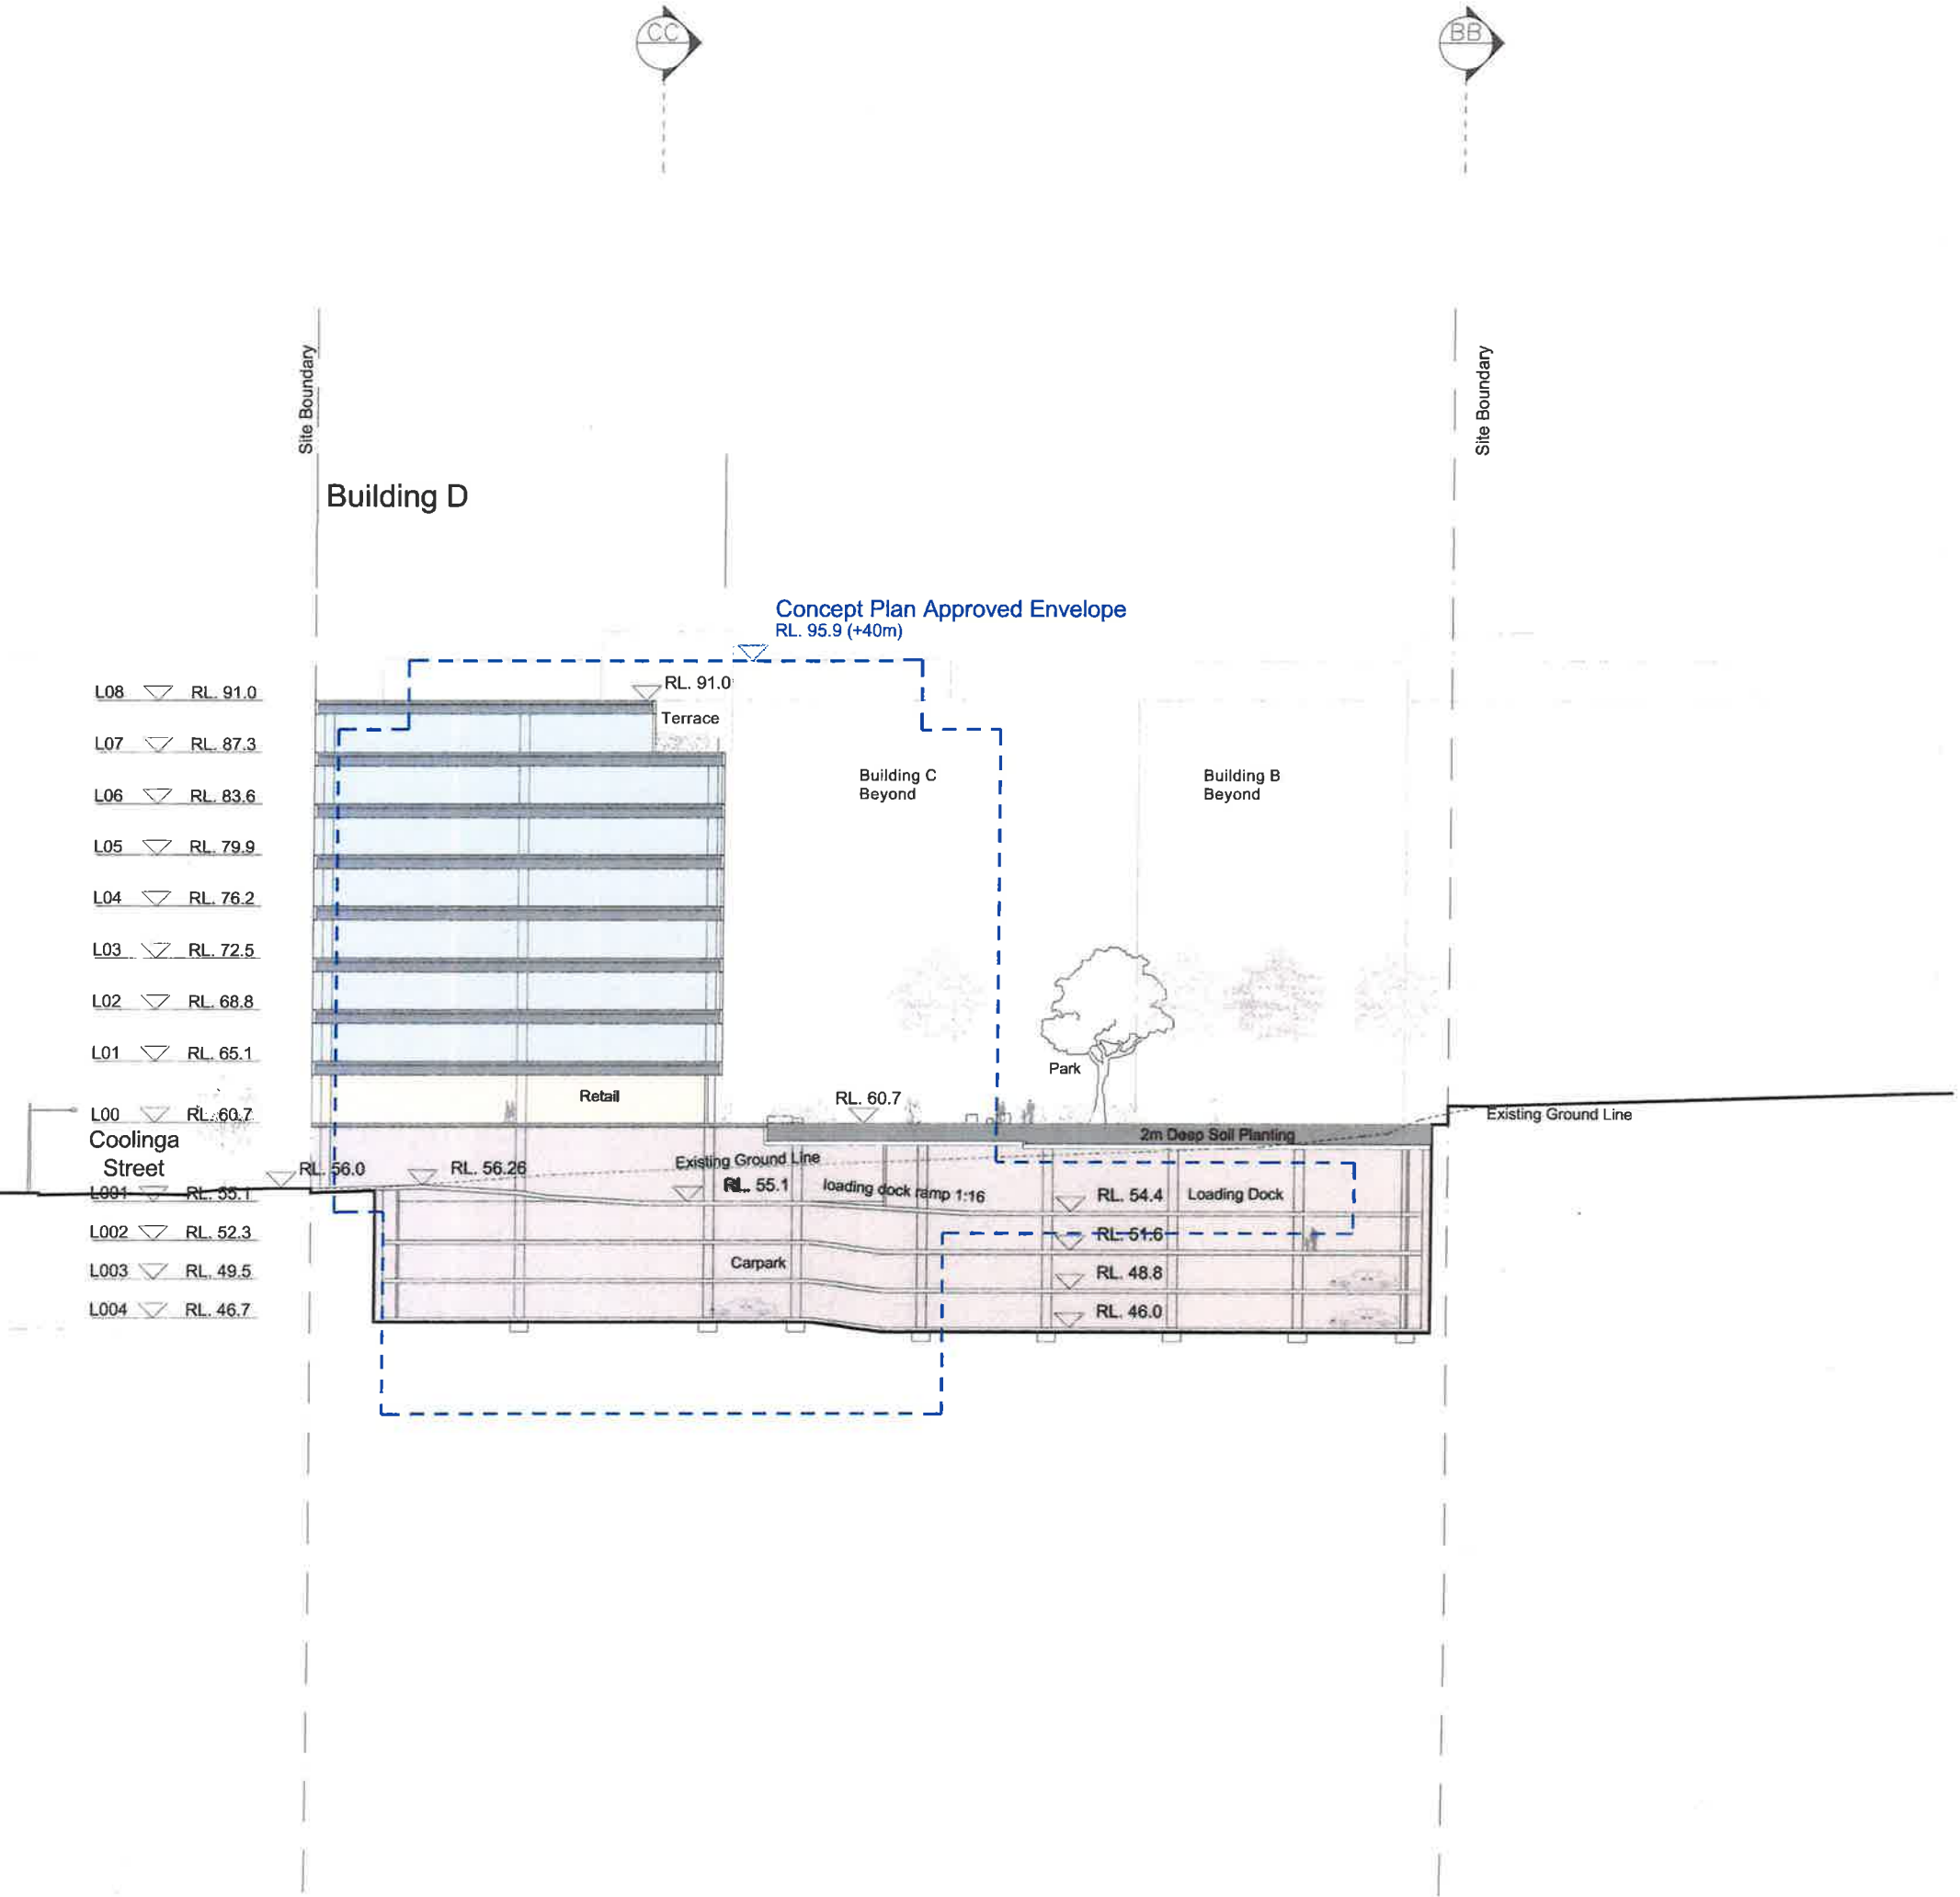 CC
BB
Site Boundary
Site Boundary
Building D
Concept Plan Approved Envelope
RL. 95.9 (+40m)
L08 RL. 91.0
RL. 91.0
Terrace
L07 RL. 87.3
Building C
Beyond
Building B
Beyond
L06 RL. 83.6
L05 RL. 79.9
L04 RL. 76.2
L03 RL. 72.5
L02 RL. 68.8
L01 RL. 65.1
Park
Retail
RL. 60.7
L00 RL. 60.7
Existing Ground Line
Coolinga
Street
2m Deep Soil Planting
Existing Ground Line
RL. 56.0
RL. 56.26
RL. 55.1
loading dock ramp 1:16
RL. 54.4
Loading Dock
L001 RL. 55.1
L002 RL. 52.3
RL. 51.6
Carpark
L003 RL. 49.5
RL. 48.8
L004 RL. 46.7
RL. 46.0